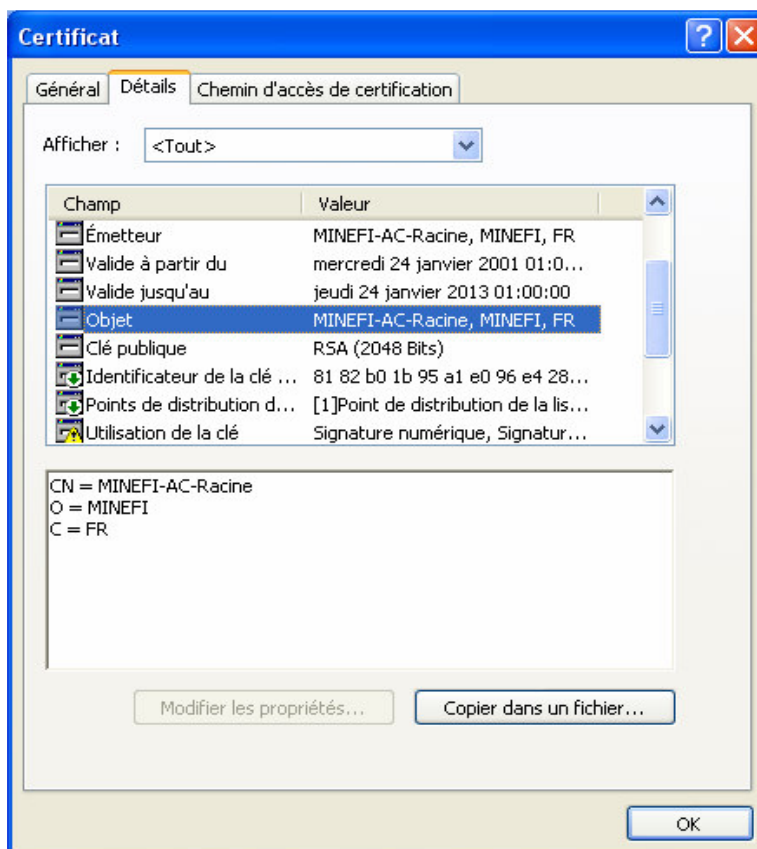 Certificat
Général Détails Chemin d'accès de certification
Afficher : <Tout>
Champ Valeur
Émetteur MINEFI-AC-Racine, MINEFI, FR
Valide à partir du mercredi 24 janvier 2001 01:0...
Valide jusqu'au jeudi 24 janvier 2013 01:00:00
Objet MINEFI-AC-Racine, MINEFI, FR
Clé publique RSA (2048 Bits)
Identificateur de la clé ... 81 82 b0 1b 95 a1 e0 96 e4 28...
Points de distribution d... [1]Point de distribution de la lis...
Utilisation de la clé Signature numérique, Signatur...
CN = MINEFI-AC-Racine
O = MINEFI
C = FR
Modifier les propriétés... Copier dans un fichier...
OK